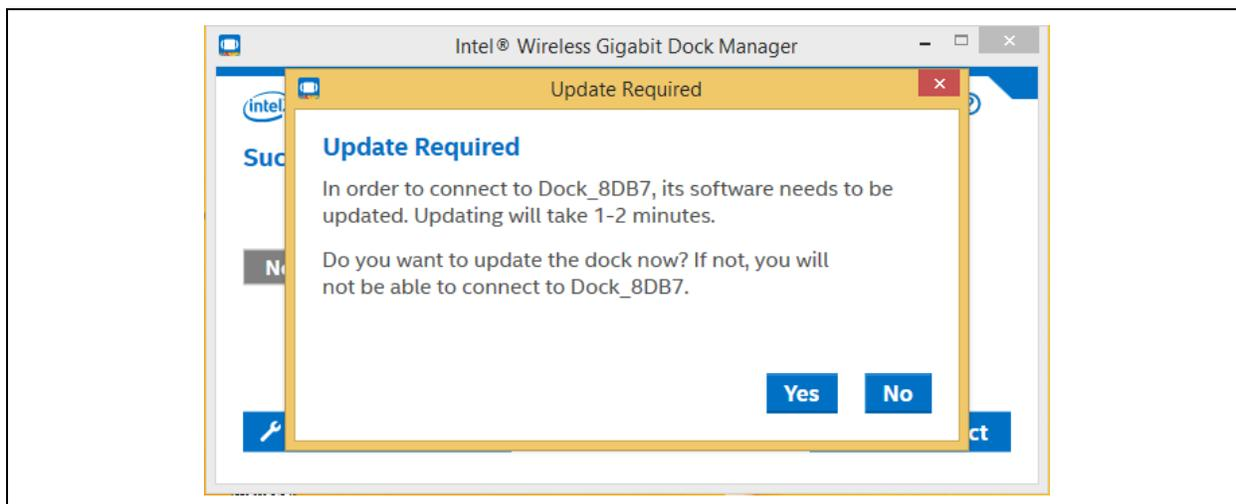 Intel® Wireless Gigabit Dock Manager
Update Required
intel
Update Required
In order to connect to Dock_8DB7, its software needs to be
updated. Updating will take 1-2 minutes.
Do you want to update the dock now? If not, you will
not be able to connect to Dock_8DB7.
Yes No